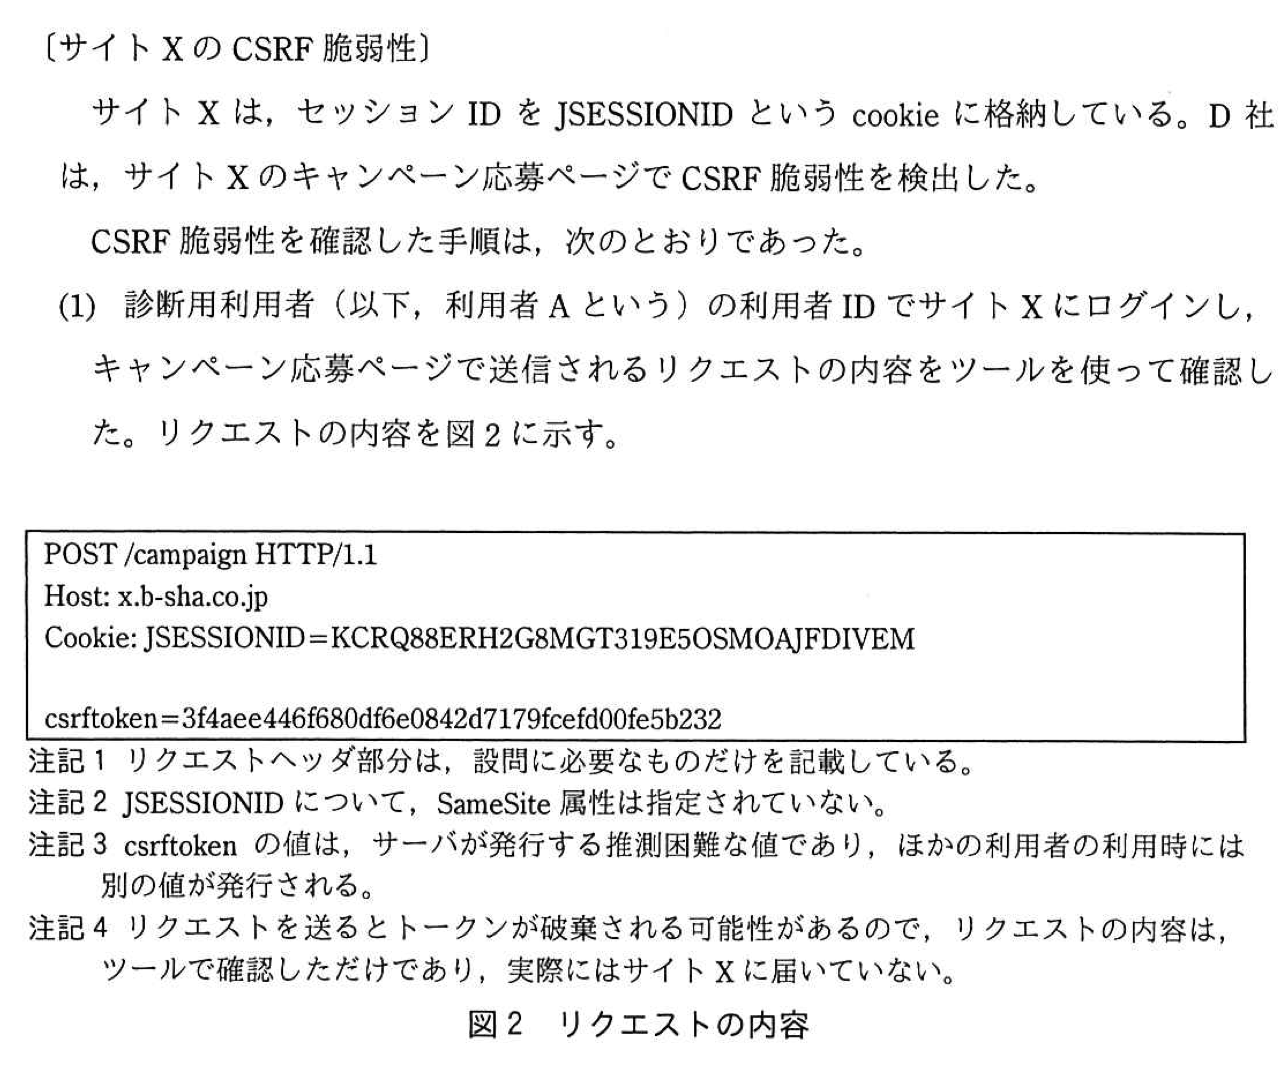 〔サイト X の CSRF 脆弱性〕
サイト X は，セッション ID を JSESSIONID という cookie に格納している。D 社
は，サイト X のキャンペーン応募ページで CSRF 脆弱性を検出した。
CSRF 脆弱性を確認した手順は，次のとおりであった。
(1) 診断用利用者（以下，利用者 A という）の利用者 ID でサイト X にログインし，
キャンペーン応募ページで送信されるリクエストの内容をツールを使って確認し
た。リクエストの内容を図 2 に示す。
POST /campaign HTTP/1.1
Host: x.b-sha.co.jp
Cookie: JSESSIONID=KCRQ88ERH2G8MGT319E5OSMOAJFDIVEM
csrftoken=3f4aee446f680df6e0842d7179fcefd00fe5b232
注記 1 リクエストヘッダ部分は，設問に必要なものだけを記載している。
注記 2 JSESSIONID について，SameSite 属性は指定されていない。
注記 3 csrftoken の値は，サーバが発行する推測困難な値であり，ほかの利用者の利用時には
別の値が発行される。
注記 4 リクエストを送るとトークンが破棄される可能性があるので，リクエストの内容は，
ツールで確認しただけであり，実際にはサイト X に届いていない。
図 2 リクエストの内容